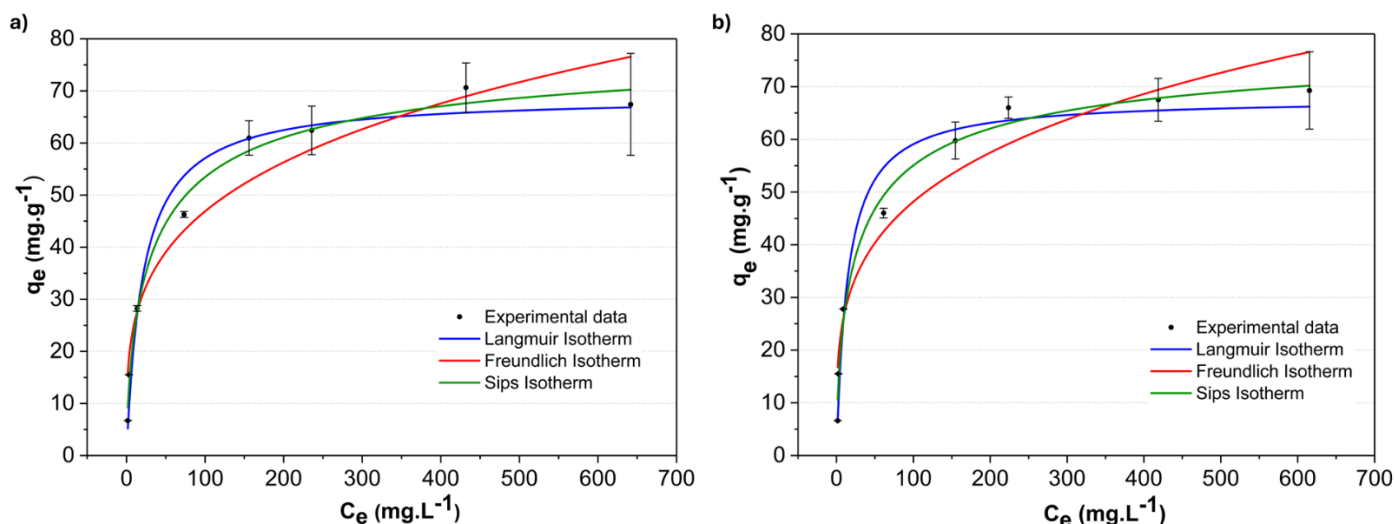 a)
80
70
60
50
40
30
20
10
0
qe (mg.g-1)
Experimental data
Langmuir Isotherm
Freundlich Isotherm
Sips Isotherm
0 100 200 300 400 500 600 700
Ce (mg.L-1)
b)
80
70
60
50
40
30
20
10
0
qe (mg.g-1)
Experimental data
Langmuir Isotherm
Freundlich Isotherm
Sips Isotherm
0 100 200 300 400 500 600 700
Ce (mg.L-1)